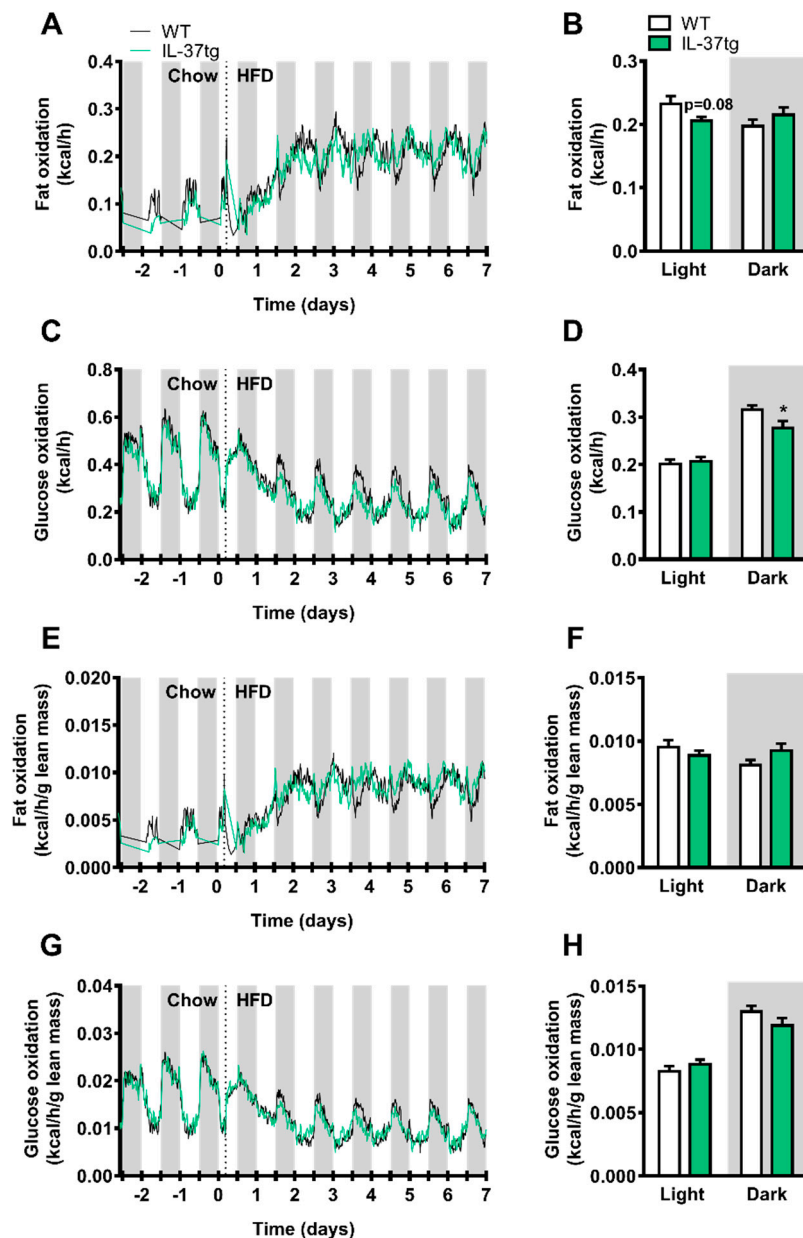 A
WT
IL-37tg
Chow HFD
0.4
0.3
0.2
0.1
0.0
Fat oxidation
(kcal/h)
-2 -1 0 1 2 3 4 5 6 7
Time (days)
B
WT
IL-37tg
0.3
0.2
0.1
0.0
Fat oxidation
(kcal/h)
p=0.08
Light Dark
C
Chow HFD
0.8
0.6
0.4
0.2
0.0
Glucose oxidation
(kcal/h)
-2 -1 0 1 2 3 4 5 6 7
Time (days)
D
0.4
0.3
0.2
0.1
0.0
Glucose oxidation
(kcal/h)
*
Light Dark
E
Chow HFD
0.020
0.015
0.010
0.005
0.000
Fat oxidation
(kcal/h/g lean mass)
-2 -1 0 1 2 3 4 5 6 7
Time (days)
F
0.015
0.010
0.005
0.000
Fat oxidation
(kcal/h/g lean mass)
Light Dark
G
Chow HFD
0.04
0.03
0.02
0.01
0.00
Glucose oxidation
(kcal/h/g lean mass)
-2 -1 0 1 2 3 4 5 6 7
Time (days)
H
0.015
0.010
0.005
0.000
Glucose oxidation
(kcal/h/g lean mass)
Light Dark